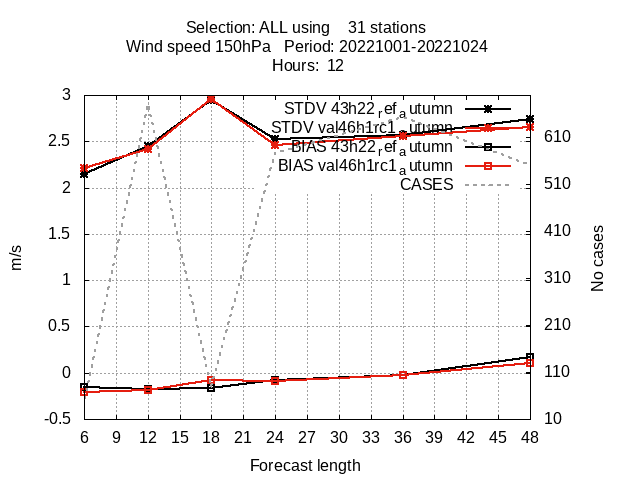 Selection: ALL using    31 stations
Wind speed 150hPa   Period: 20221001-20221024
Hours:  12
STDV 43h22_ref_autumn
STDV val46h1rc1_autumn
BIAS 43h22_ref_autumn
BIAS val46h1rc1_autumn
CASES
3
2.5
2
1.5
1
0.5
0
-0.5
m/s
610
510
410
310
210
110
10
No cases
6 9 12 15 18 21 24 27 30 33 36 39 42 45 48
Forecast length